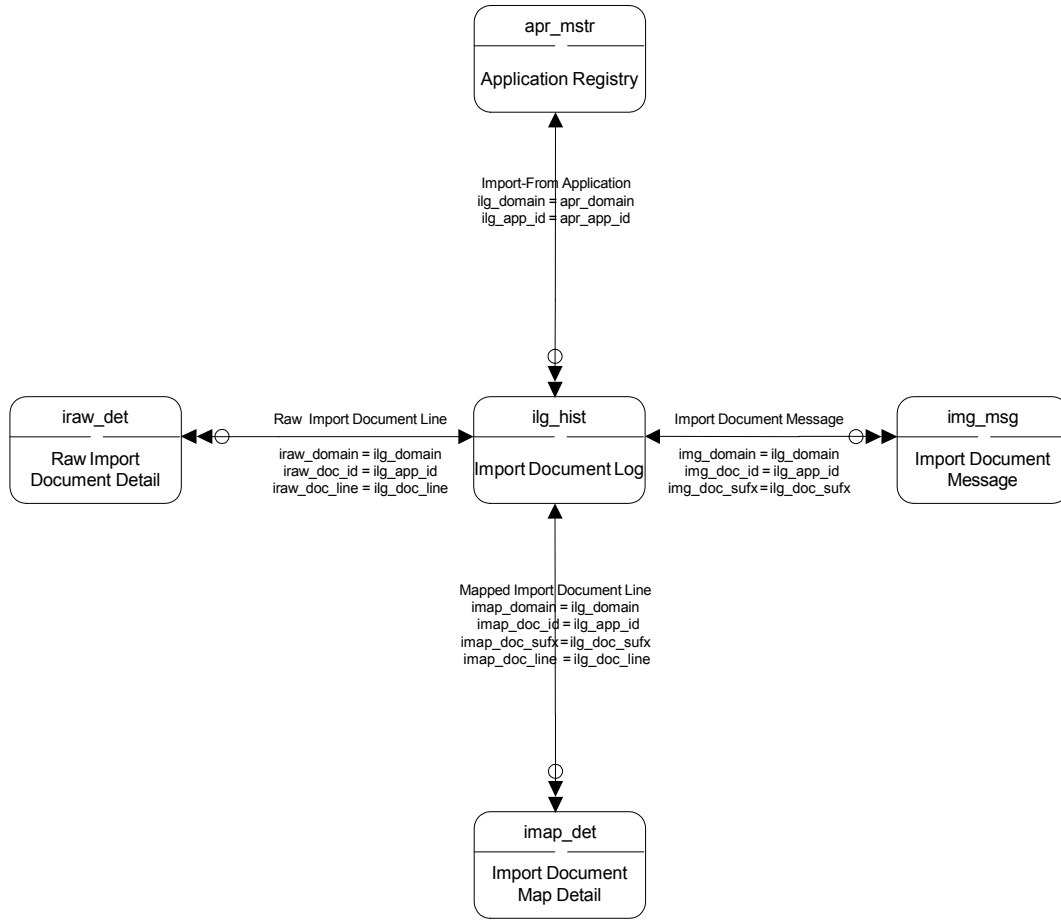 apr_mstr
Application Registry
Import-From Application
ilg_domain = apr_domain
ilg_app_id = apr_app_id
iraw_det
Raw Import
Document Detail
Raw Import Document Line
iraw_domain = ilg_domain
iraw_doc_id = ilg_app_id
iraw_doc_line = ilg_doc_line
ilg_hist
Import Document Log
Import Document Message
img_domain = ilg_domain
img_doc_id = ilg_app_id
img_doc_sufx = ilg_doc_sufx
img_msg
Import Document
Message
Mapped Import Document Line
imap_domain = ilg_domain
imap_doc_id = ilg_app_id
imap_doc_sufx = ilg_doc_sufx
imap_doc_line = ilg_doc_line
imap_det
Import Document
Map Detail